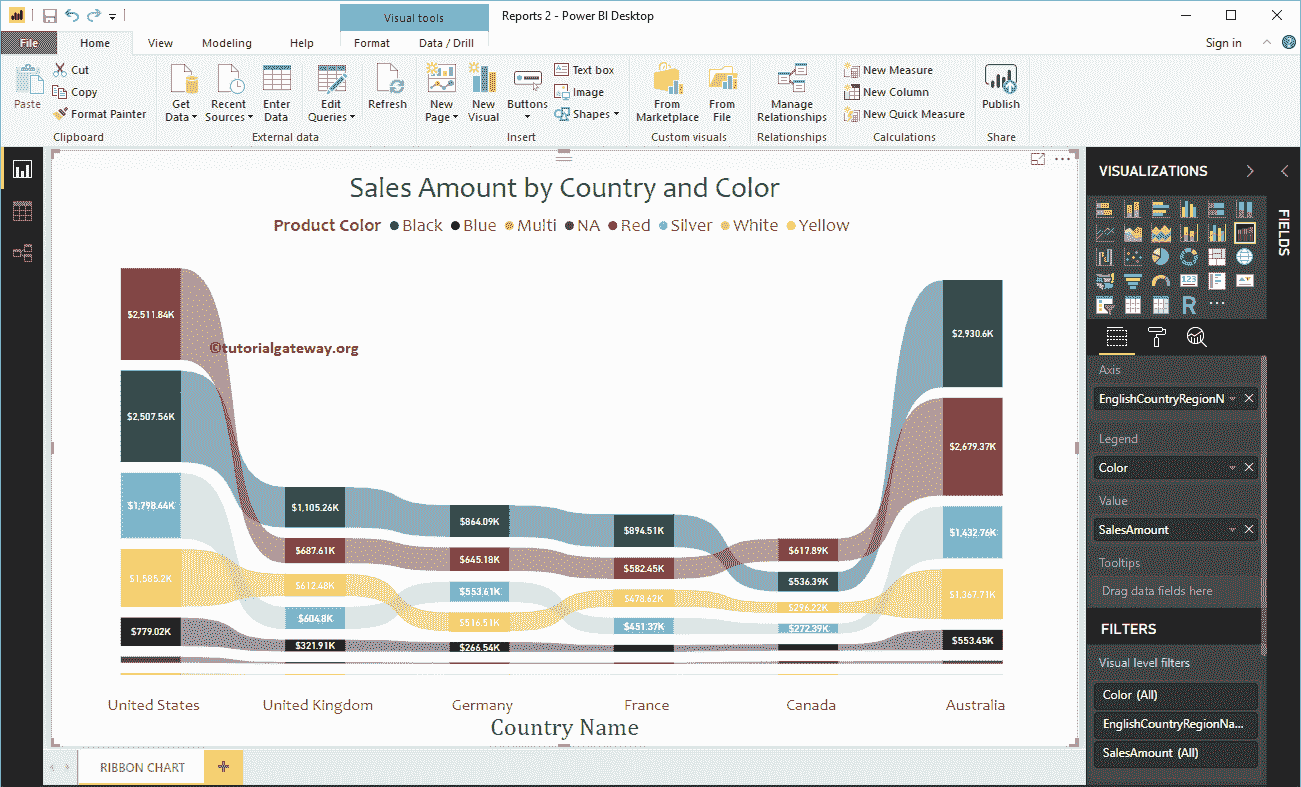 Visual tools
Reports 2 - Power BI Desktop
File Home View Modeling Help Format Data / Drill Sign in
Paste
Cut
Copy
Format Painter
Clipboard
Get Data
Recent Sources
Enter Data
Edit Queries
External data
Refresh
New Page
New Visual
Buttons
Text box
Image
Shapes
Insert
From Marketplace
From File
Custom visuals
Manage Relationships
Relationships
New Measure
New Column
New Quick Measure
Calculations
Publish
Share
Sales Amount by Country and Color
Product Color Black Blue Multi NA Red Silver White Yellow
©tutorialgateway.org
$2,511.84K
$2,507.56K
$1,798.44K
$1,585.2K
$779.02K
$1,105.26K
$687.61K
$612.48K
$604.8K
$321.91K
$864.09K
$645.18K
$553.61K
$516.51K
$266.54K
$894.51K
$582.45K
$478.62K
$451.37K
$617.89K
$536.39K
$296.22K
$272.39K
$2,930.6K
$2,679.37K
$1,432.76K
$1,367.71K
$553.45K
United States United Kingdom Germany France Canada Australia
Country Name
RIBBON CHART
VISUALIZATIONS
FIELDS
123
R
Axis
EnglishCountryRegionN
Legend
Color
Value
SalesAmount
Tooltips
Drag data fields here
FILTERS
Visual level filters
Color (All)
EnglishCountryRegionNa...
SalesAmount (All)